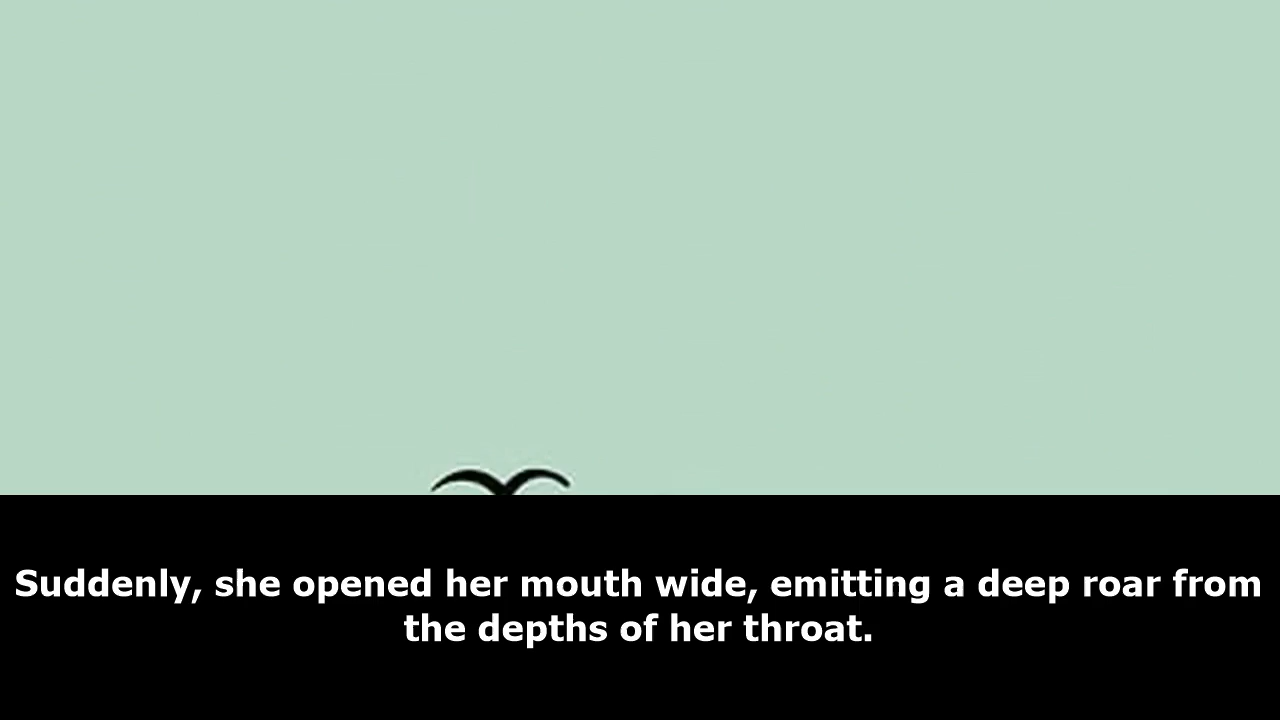 Suddenly, she opened her mouth wide, emitting a deep roar from
the depths of her throat.